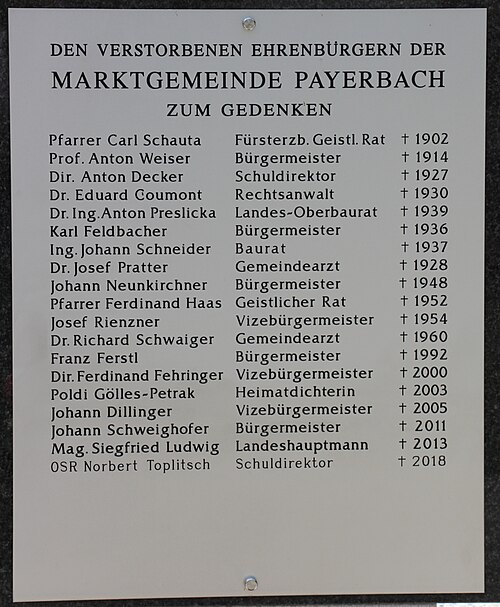 DEN VERSTORBENEN EHRENBÜRGERN DER
MARKTGEMEINDE PAYERBACH
ZUM GEDENKEN
Pfarrer Carl Schauta Fürsterzb. Geistl. Rat † 1902
Prof. Anton Weiser Bürgermeister † 1914
Dir. Anton Decker Schuldirektor † 1927
Dr. Eduard Coumont Rechtsanwalt † 1930
Dr. Ing. Anton Preslicka Landes-Oberbaurat † 1939
Karl Feldbacher Bürgermeister † 1936
Ing. Johann Schneider Baurat † 1937
Dr. Josef Pratter Gemeindearzt † 1928
Johann Neunkirchner Bürgermeister † 1948
Pfarrer Ferdinand Haas Geistlicher Rat † 1952
Josef Rienzner Vizebürgermeister † 1954
Dr. Richard Schwaiger Gemeindearzt † 1960
Franz Ferstl Bürgermeister † 1992
Dir. Ferdinand Fehringer Vizebürgermeister † 2000
Poldi Gölles-Petrak Heimatdichterin † 2003
Johann Dillinger Vizebürgermeister † 2005
Johann Schweighofer Bürgermeister † 2011
Mag. Siegfried Ludwig Landeshauptmann † 2013
OSR Norbert Toplitsch Schuldirektor † 2018